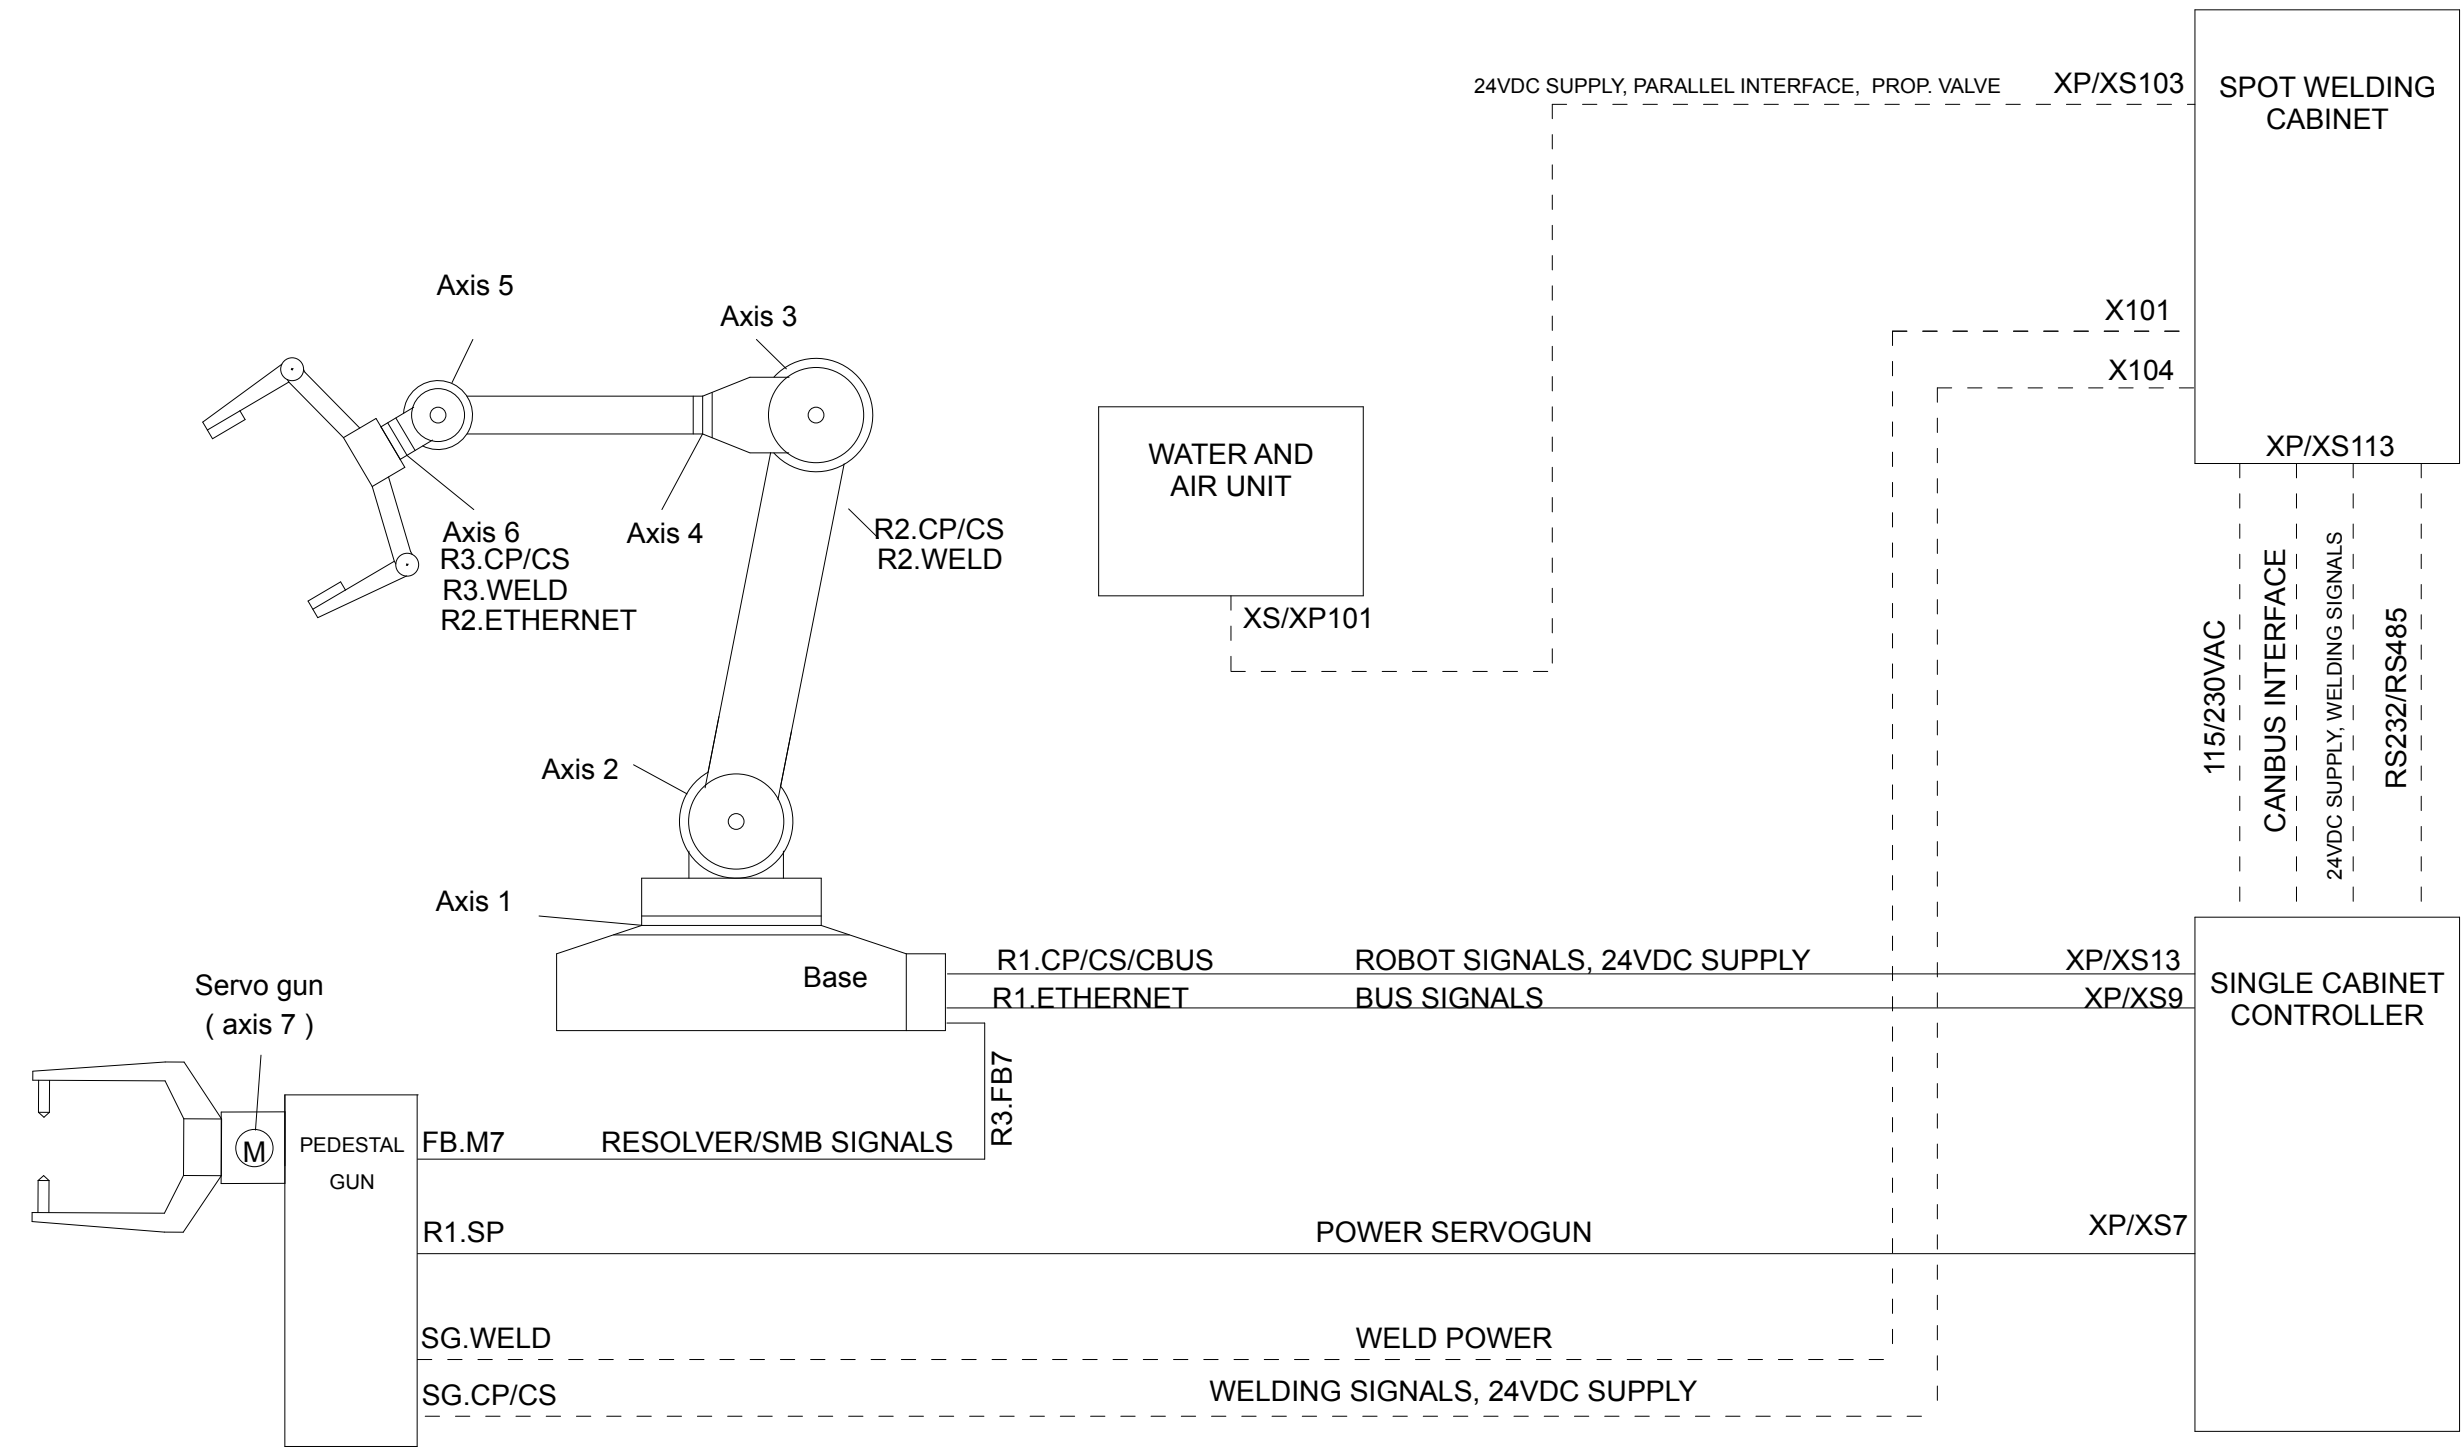 24VDC SUPPLY, PARALLEL INTERFACE, PROP. VALVE
XP/XS103
SPOT WELDING
CABINET
X101
X104
XP/XS113
Axis 5
Axis 3
Axis 6
R3.CP/CS
R3.WELD
R2.ETHERNET
Axis 4
R2.CP/CS
R2.WELD
WATER AND
AIR UNIT
XS/XP101
115/230VAC
CANBUS INTERFACE
24VDC SUPPLY, WELDING SIGNALS
RS232/RS485
Axis 2
Axis 1
Base
R1.CP/CS/CBUS
ROBOT SIGNALS, 24VDC SUPPLY
XP/XS13
R1.ETHERNET
BUS SIGNALS
XP/XS9
SINGLE CABINET
CONTROLLER
Servo gun
( axis 7 )
M
PEDESTAL
GUN
FB.M7
RESOLVER/SMB SIGNALS
R3.FB7
R1.SP
POWER SERVOGUN
XP/XS7
SG.WELD
WELD POWER
SG.CP/CS
WELDING SIGNALS, 24VDC SUPPLY